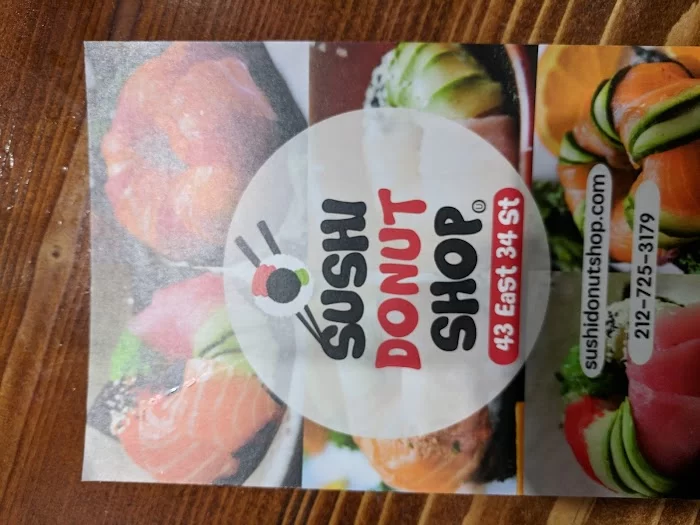 SUSHI
DONUT
SHOP
43 East 34 St
sushidonutshop.com
212-725-3179